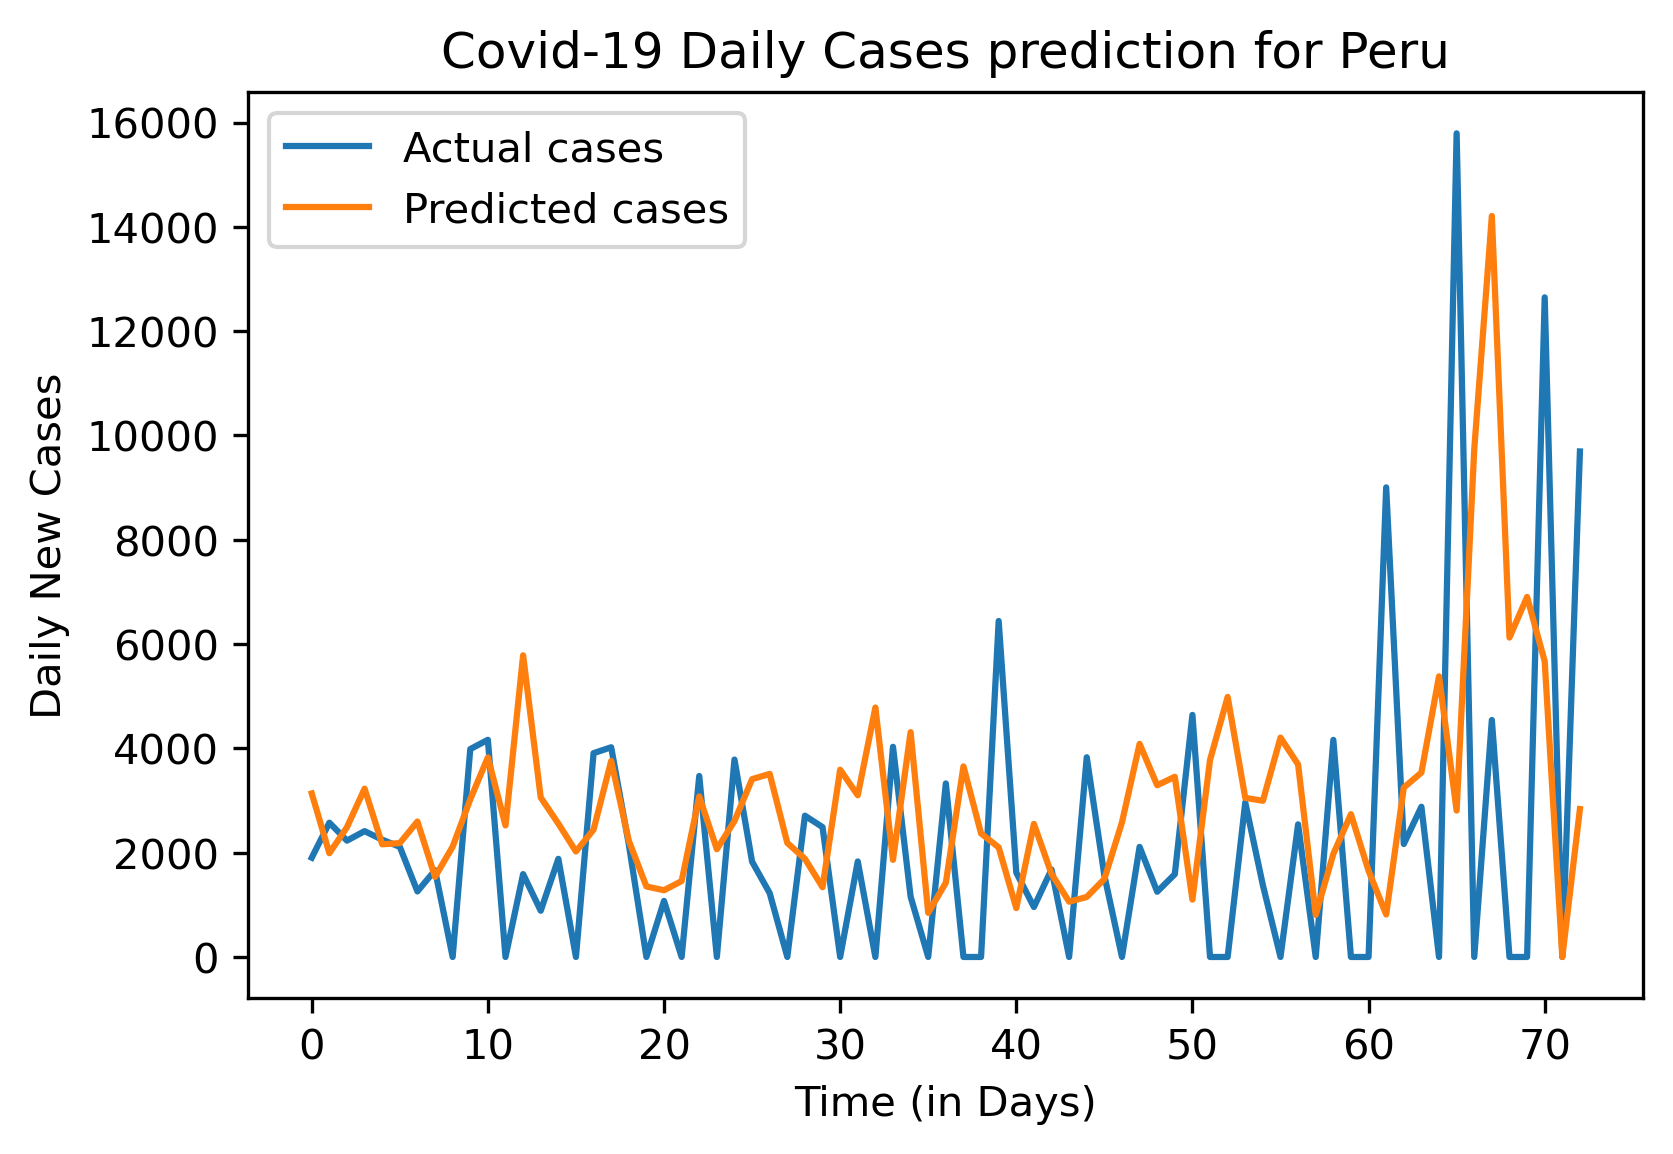 Covid-19 Daily Cases prediction for Peru
Actual cases
Predicted cases
Daily New Cases
16000
14000
12000
10000
8000
6000
4000
2000
0
0 10 20 30 40 50 60 70
Time (in Days)